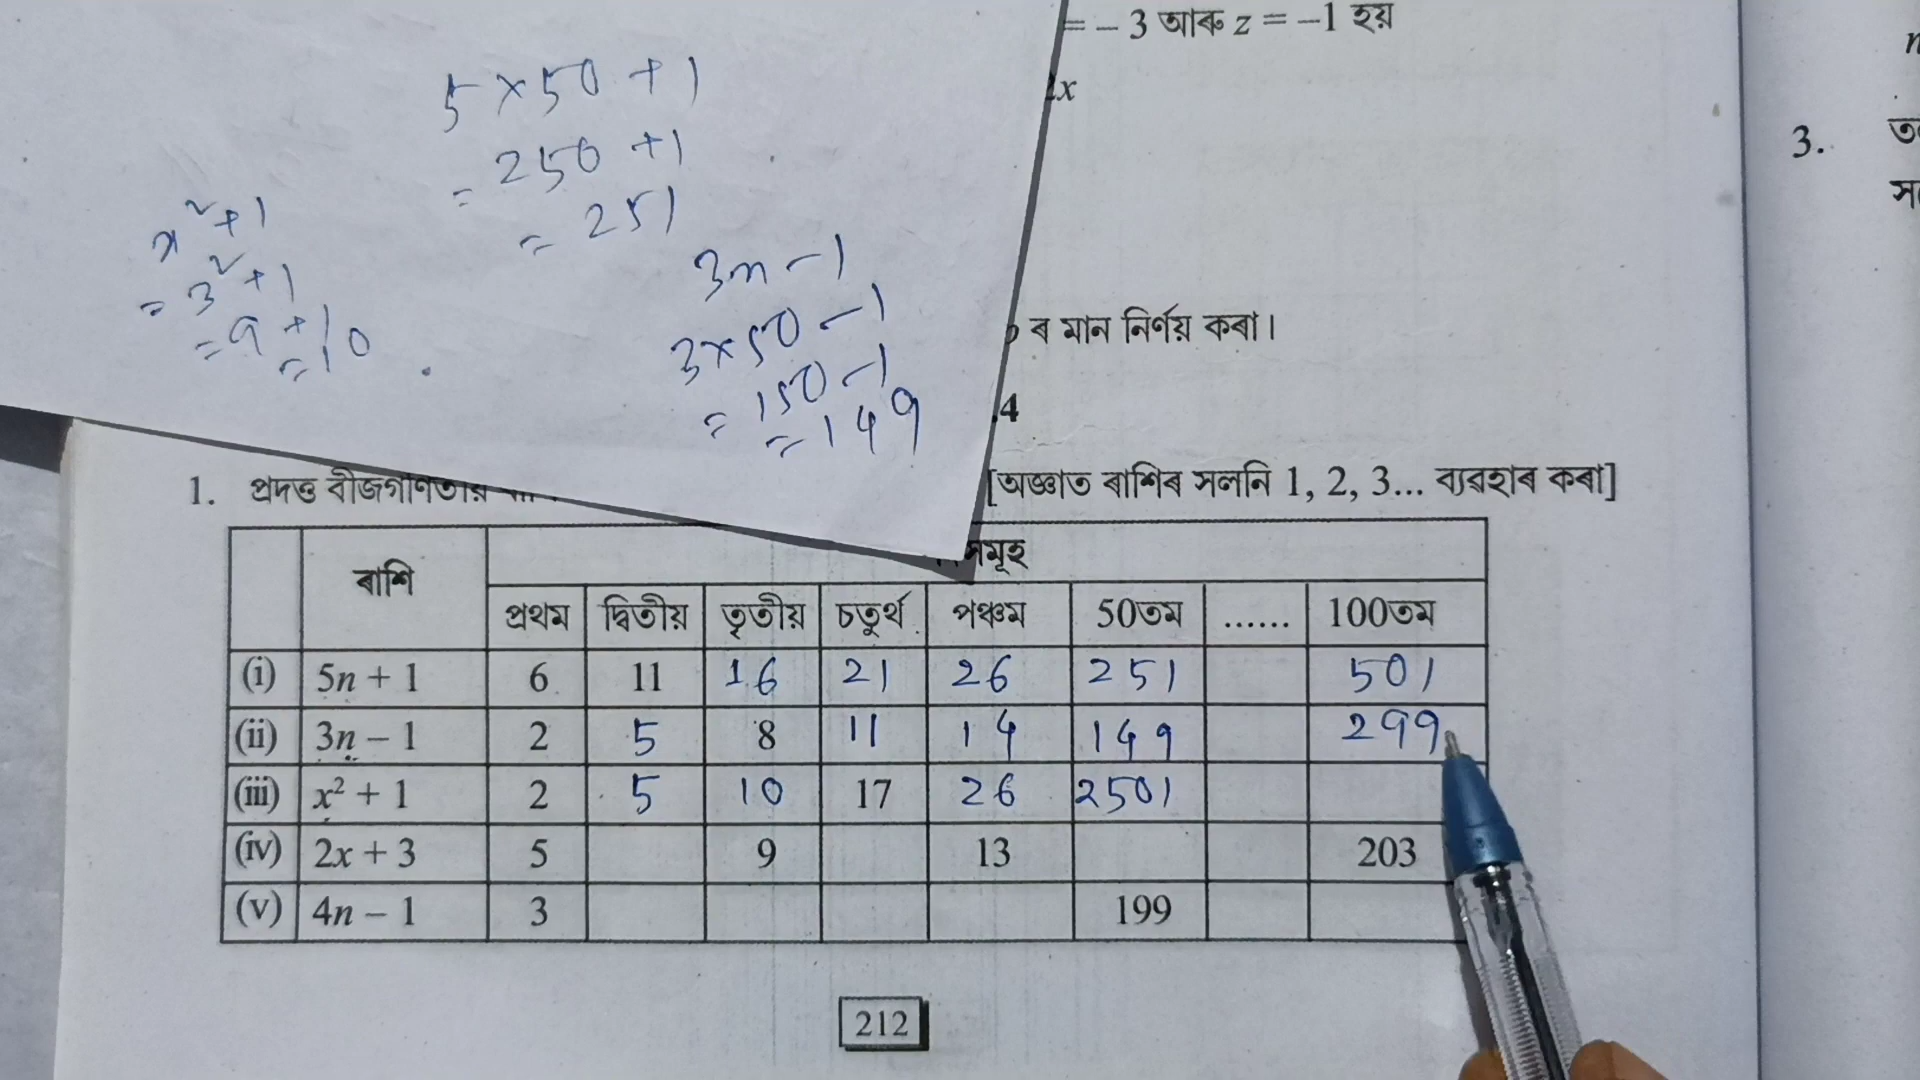 = – 3 আৰু z = –1 হয়
x
n
3.
5 × 50 + 1
= 250 + 1
= 251
x² + 1
= 3² + 1
= 9 + 1
= 10
3n – 1
3 × 50 – 1
= 150 – 1
= 149
ৰ মান নিৰ্ণয় কৰা।
.4
1. প্ৰদত্ত বীজগণিতীয় [অজ্ঞাত ৰাশিৰ সলনি 1, 2, 3... ব্যৱহাৰ কৰা]
ৰাশি সমূহ
প্ৰথম দ্বিতীয় তৃতীয় চতুৰ্থ পঞ্চম 50তম ...... 100তম
(i) 5n + 1 6 11 16 21 26 251 501
(ii) 3n – 1 2 5 8 11 14 149 299
(iii) x² + 1 2 5 10 17 26 2501
(iv) 2x + 3 5 9 13 203
(v) 4n – 1 3 199
212